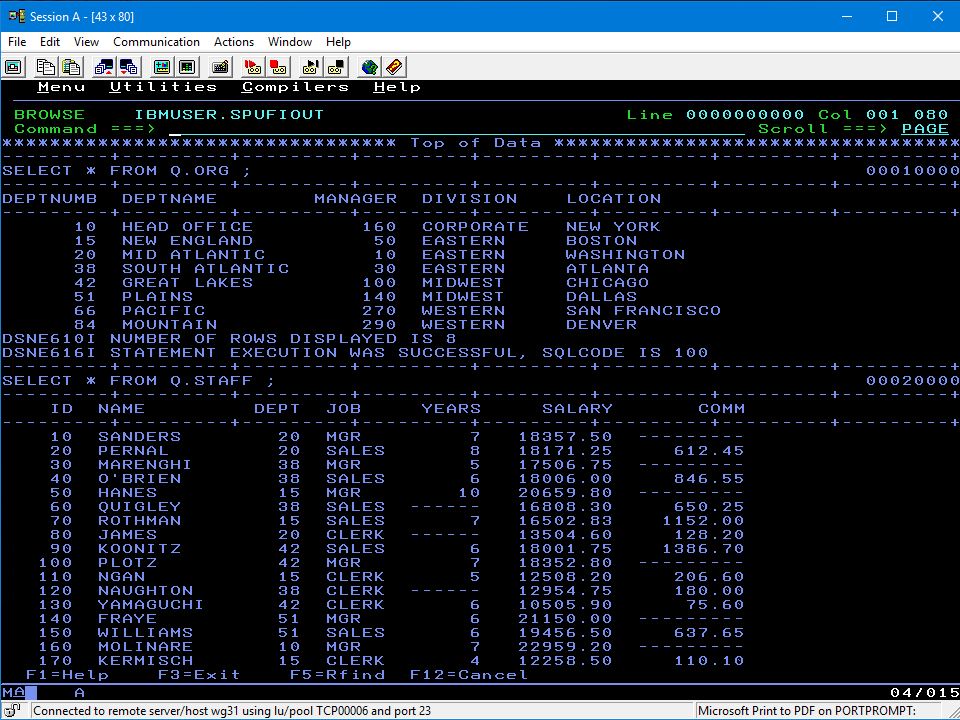 Session A - [43 x 80]
File Edit View Communication Actions Window Help
Menu Utilities Compilers Help
BROWSE IBMUSER.SPUFIOUT Line 0000000000 Col 001 080
Command ===> Scroll ===> PAGE
********************************* Top of Data **********************************
---------+---------+---------+---------+---------+---------+---------+---------+
SELECT * FROM Q.ORG ; 00010000
---------+---------+---------+---------+---------+---------+---------+---------+
DEPTNUMB DEPTNAME MANAGER DIVISION LOCATION
---------+---------+---------+---------+---------+---------+---------+---------+
10 HEAD OFFICE 160 CORPORATE NEW YORK
15 NEW ENGLAND 50 EASTERN BOSTON
20 MID ATLANTIC 10 EASTERN WASHINGTON
38 SOUTH ATLANTIC 30 EASTERN ATLANTA
42 GREAT LAKES 100 MIDWEST CHICAGO
51 PLAINS 140 MIDWEST DALLAS
66 PACIFIC 270 WESTERN SAN FRANCISCO
84 MOUNTAIN 290 WESTERN DENVER
DSNE610I NUMBER OF ROWS DISPLAYED IS 8
DSNE616I STATEMENT EXECUTION WAS SUCCESSFUL, SQLCODE IS 100
---------+---------+---------+---------+---------+---------+---------+---------+
SELECT * FROM Q.STAFF ; 00020000
---------+---------+---------+---------+---------+---------+---------+---------+
ID NAME DEPT JOB YEARS SALARY COMM
---------+---------+---------+---------+---------+---------+---------+---------+
10 SANDERS 20 MGR 7 18357.50 ---------
20 PERNAL 20 SALES 8 18171.25 612.45
30 MARENGHI 38 MGR 5 17506.75 ---------
40 O'BRIEN 38 SALES 6 18006.00 846.55
50 HANES 15 MGR 10 20659.80 ---------
60 QUIGLEY 38 SALES ------ 16808.30 650.25
70 ROTHMAN 15 SALES 7 16502.83 1152.00
80 JAMES 20 CLERK ------ 13504.60 128.20
90 KOONITZ 42 SALES 6 18001.75 1386.70
100 PLOTZ 42 MGR 7 18352.80 ---------
110 NGAN 15 CLERK 5 12508.20 206.60
120 NAUGHTON 38 CLERK ------ 12954.75 180.00
130 YAMAGUCHI 42 CLERK 6 10505.90 75.60
140 FRAYE 51 MGR 6 21150.00 ---------
150 WILLIAMS 51 SALES 6 19456.50 637.65
160 MOLINARE 10 MGR 7 22959.20 ---------
170 KERMISCH 15 CLERK 4 12258.50 110.10
F1=Help F3=Exit F5=Rfind F12=Cancel
MA A 04/015
Connected to remote server/host wg31 using lu/pool TCP00006 and port 23 Microsoft Print to PDF on PORTPROMPT: